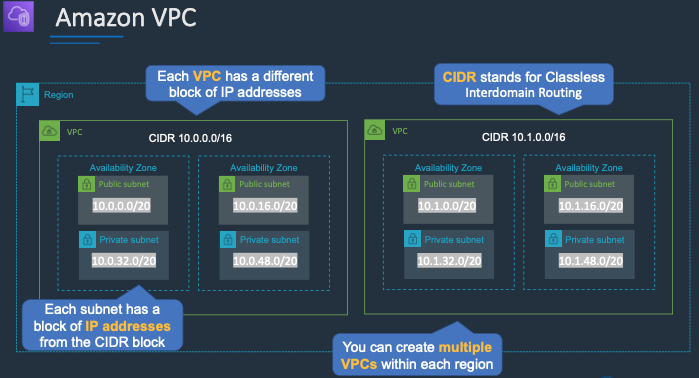 Amazon VPC
Each VPC has a different
block of IP addresses
CIDR stands for Classless
Interdomain Routing
Region
VPC
CIDR 10.0.0.0/16
Availability Zone
Public subnet
10.0.0.0/20
Private subnet
10.0.32.0/20
Availability Zone
Public subnet
10.0.16.0/20
Private subnet
10.0.48.0/20
VPC
CIDR 10.1.0.0/16
Availability Zone
Public subnet
10.1.0.0/20
Private subnet
10.1.32.0/20
Availability Zone
Public subnet
10.1.16.0/20
Private subnet
10.1.48.0/20
Each subnet has a
block of IP addresses
from the CIDR block
You can create multiple
VPCs within each region